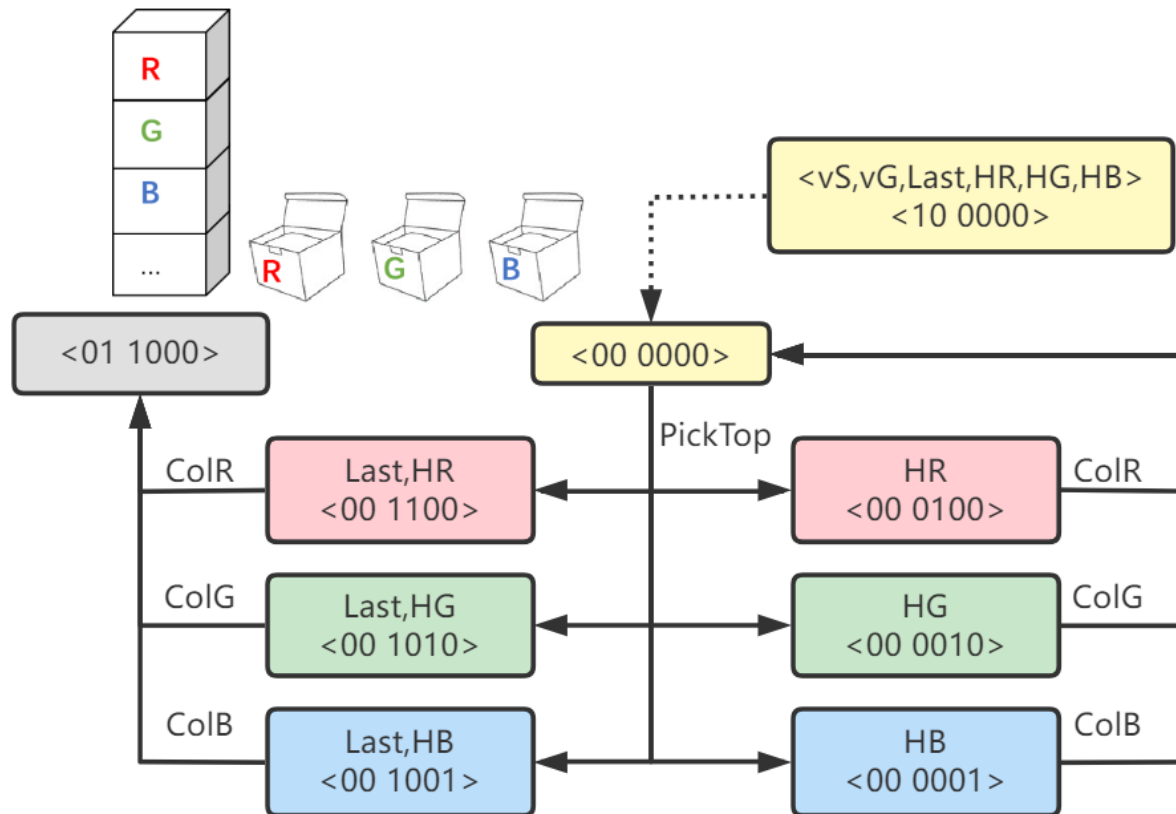 R
G
B
...
R
G
B
<vS,vG,Last,HR,HG,HB>
<10 0000>
<01 1000>
<00 0000>
PickTop
ColR
Last,HR
<00 1100>
HR
<00 0100>
ColR
ColG
Last,HG
<00 1010>
HG
<00 0010>
ColG
ColB
Last,HB
<00 1001>
HB
<00 0001>
ColB